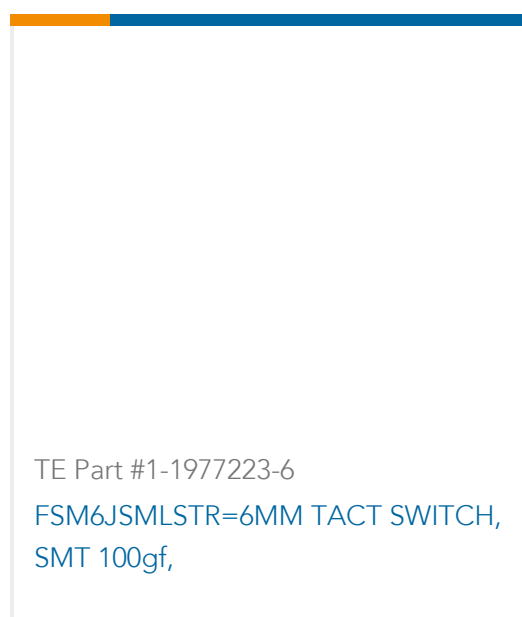 TE Part #1-1977223-6
FSM6JSMLSTR=6MM TACT SWITCH,
SMT 100gf,